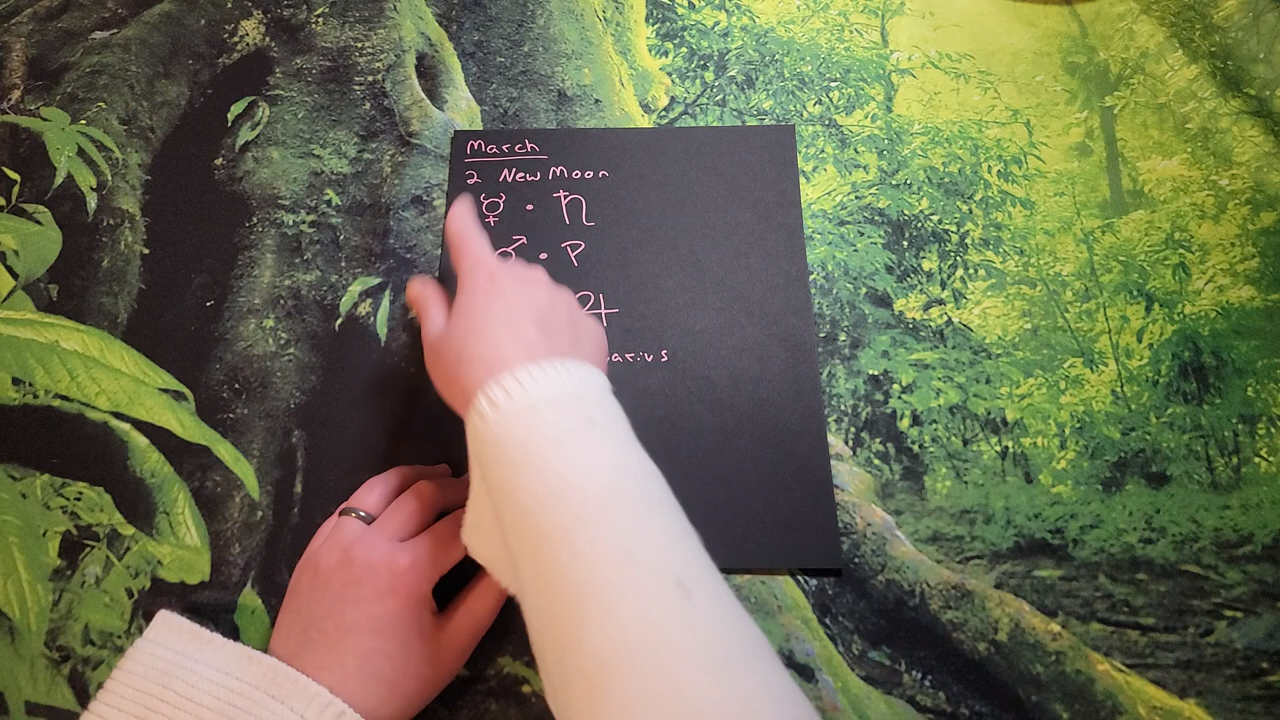 March
2 New Moon
☿ • ♄
♂ • P
♃